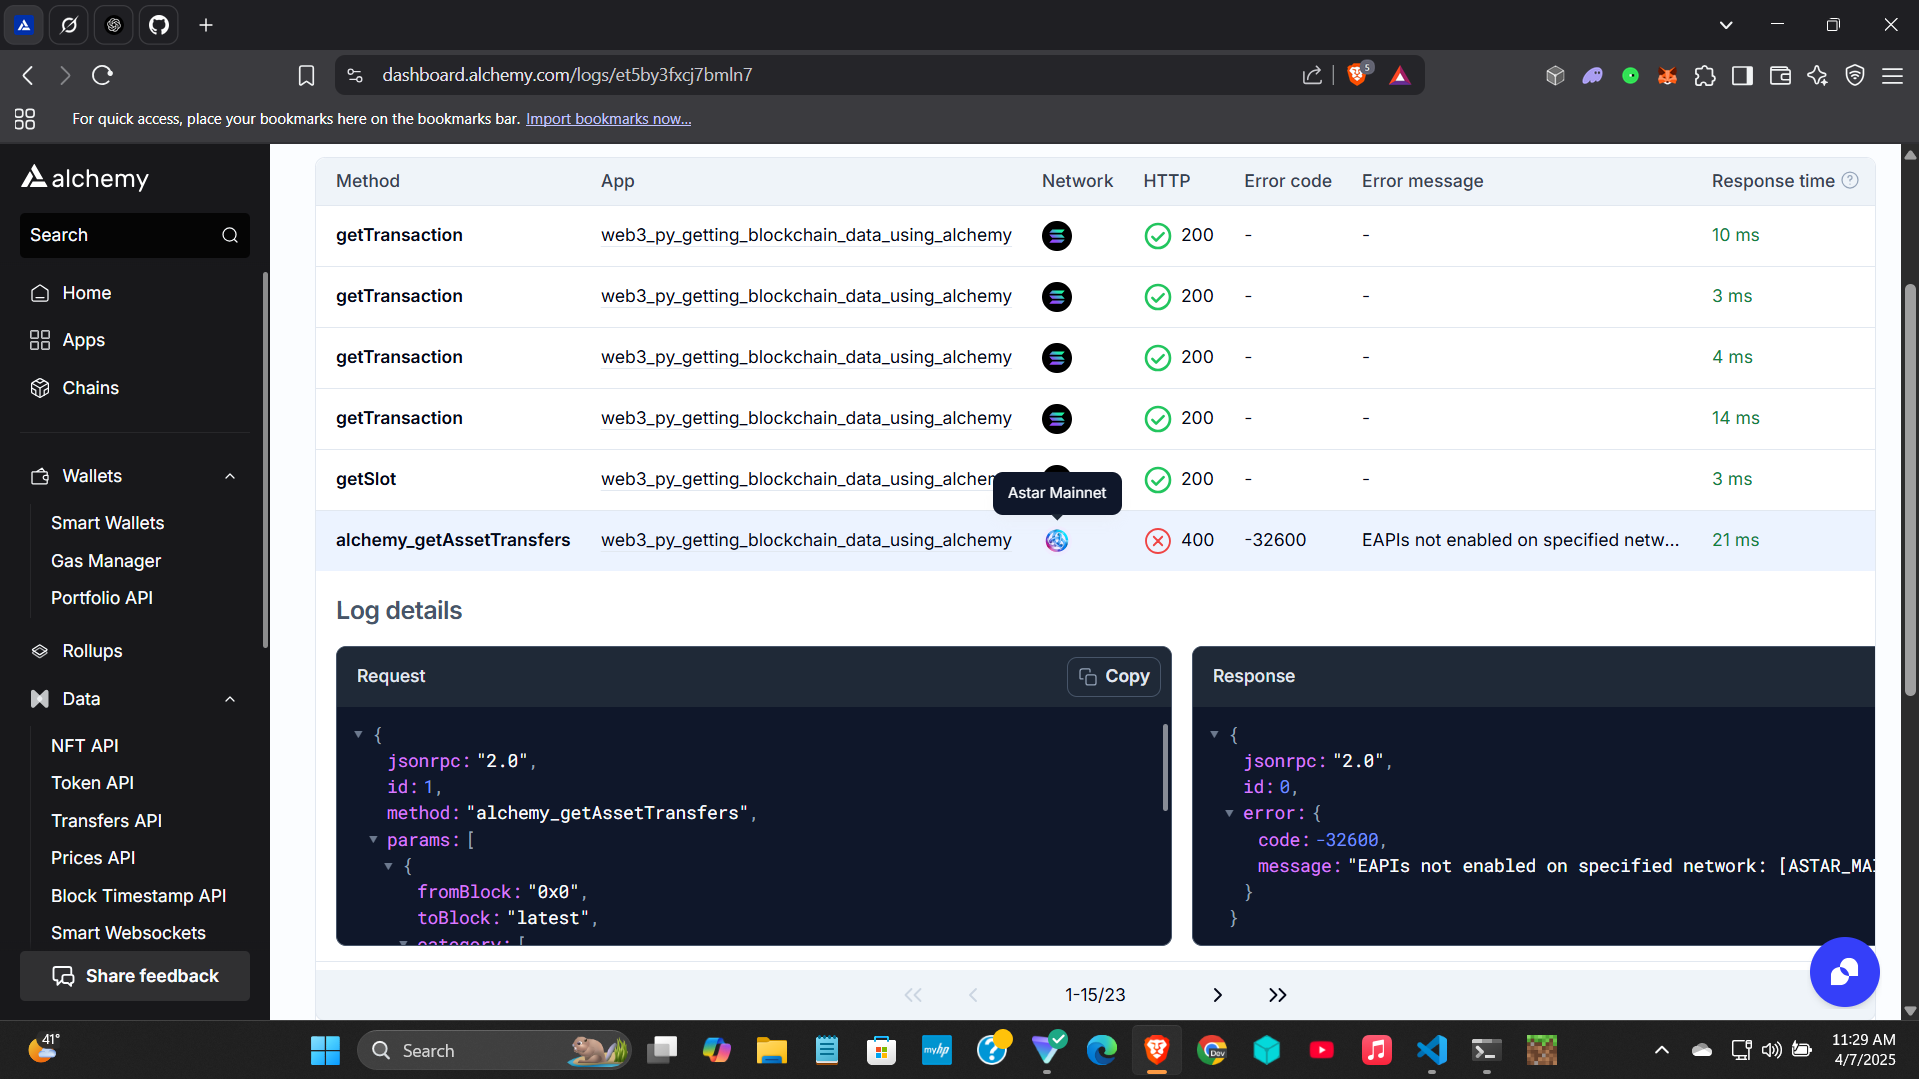 dashboard.alchemy.com/logs/et5by3fxcj7bmln7
5
For quick access, place your bookmarks here on the bookmarks bar. Import bookmarks now...
alchemy
Search
Home
Apps
Chains
Wallets
Smart Wallets
Gas Manager
Portfolio API
Rollups
Data
NFT API
Token API
Transfers API
Prices API
Block Timestamp API
Smart Websockets
Share feedback
Method App Network HTTP Error code Error message Response time ?
getTransaction web3_py_getting_blockchain_data_using_alchemy 200 - - 10 ms
getTransaction web3_py_getting_blockchain_data_using_alchemy 200 - - 3 ms
getTransaction web3_py_getting_blockchain_data_using_alchemy 200 - - 4 ms
getTransaction web3_py_getting_blockchain_data_using_alchemy 200 - - 14 ms
getSlot web3_py_getting_blockchain_data_using_alchem 200 - - 3 ms
Astar Mainnet
alchemy_getAssetTransfers web3_py_getting_blockchain_data_using_alchemy 400 -32600 EAPIs not enabled on specified netw... 21 ms
Log details
Request
Copy
{
jsonrpc: "2.0",
id: 1,
method: "alchemy_getAssetTransfers",
params: [
{
fromBlock: "0x0",
toBlock: "latest",
category: [
Response
{
jsonrpc: "2.0",
id: 0,
error: {
code: -32600,
message: "EAPIs not enabled on specified network: [ASTAR_MAI
}
}
1-15/23
41°
Search
myhp
Dev
11:29 AM
4/7/2025